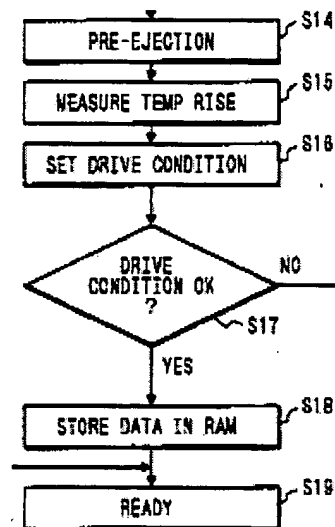 S14
PRE-EJECTION
S15
MEASURE TEMP RISE
S16
SET DRIVE CONDITION
DRIVE
CONDITION OK
?
NO
S17
YES
S18
STORE DATA IN RAM
S19
READY